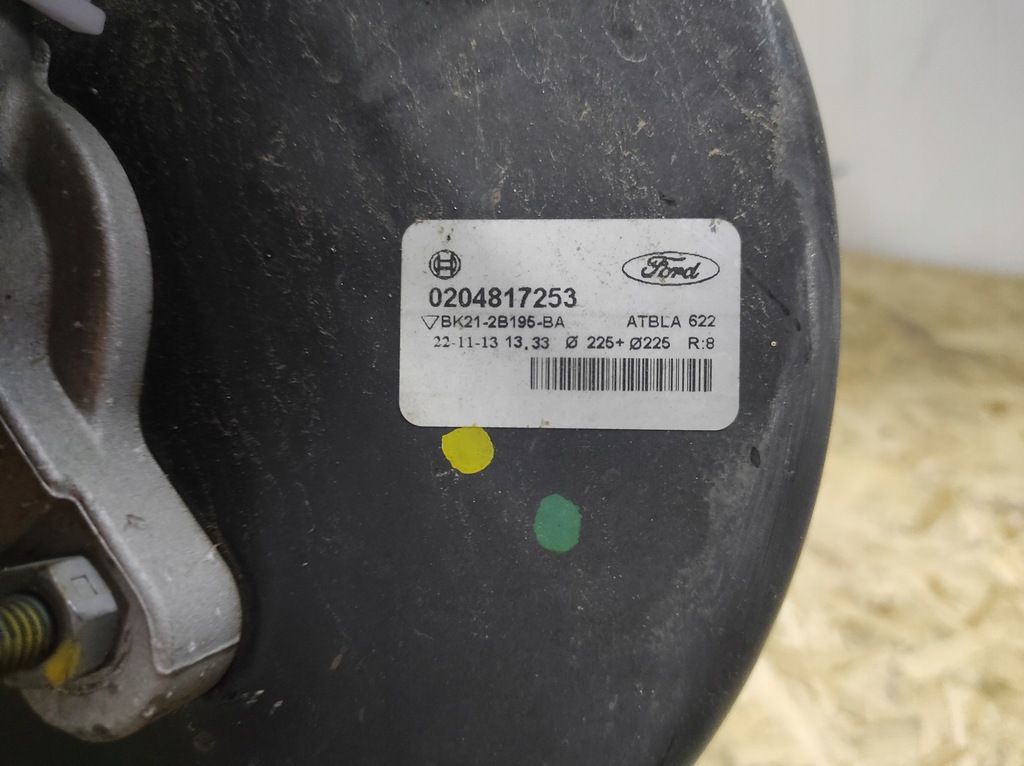 Ford
0204817253
▽BK21-2B195-BA ATBLA 622
22-11-13 13.33 Ø 225+ Ø225 R:8